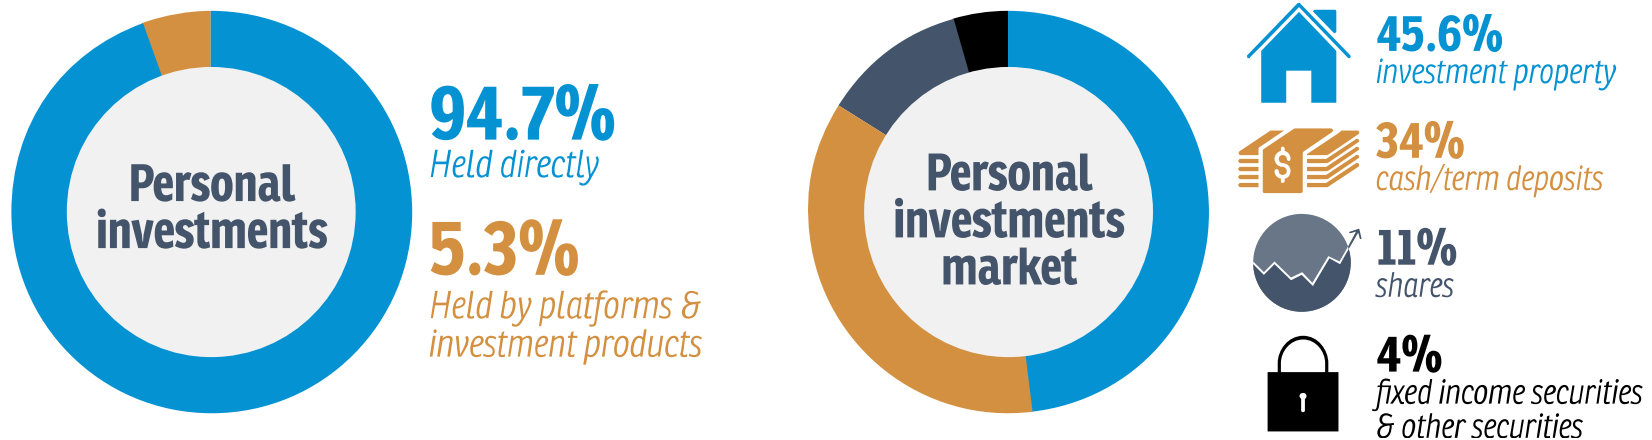 Personal
investments
94.7%
Held directly
5.3%
Held by platforms &
investment products
Personal
investments
market
45.6%
investment property
$
34%
cash/term deposits
11%
shares
4%
fixed income securities
& other securities